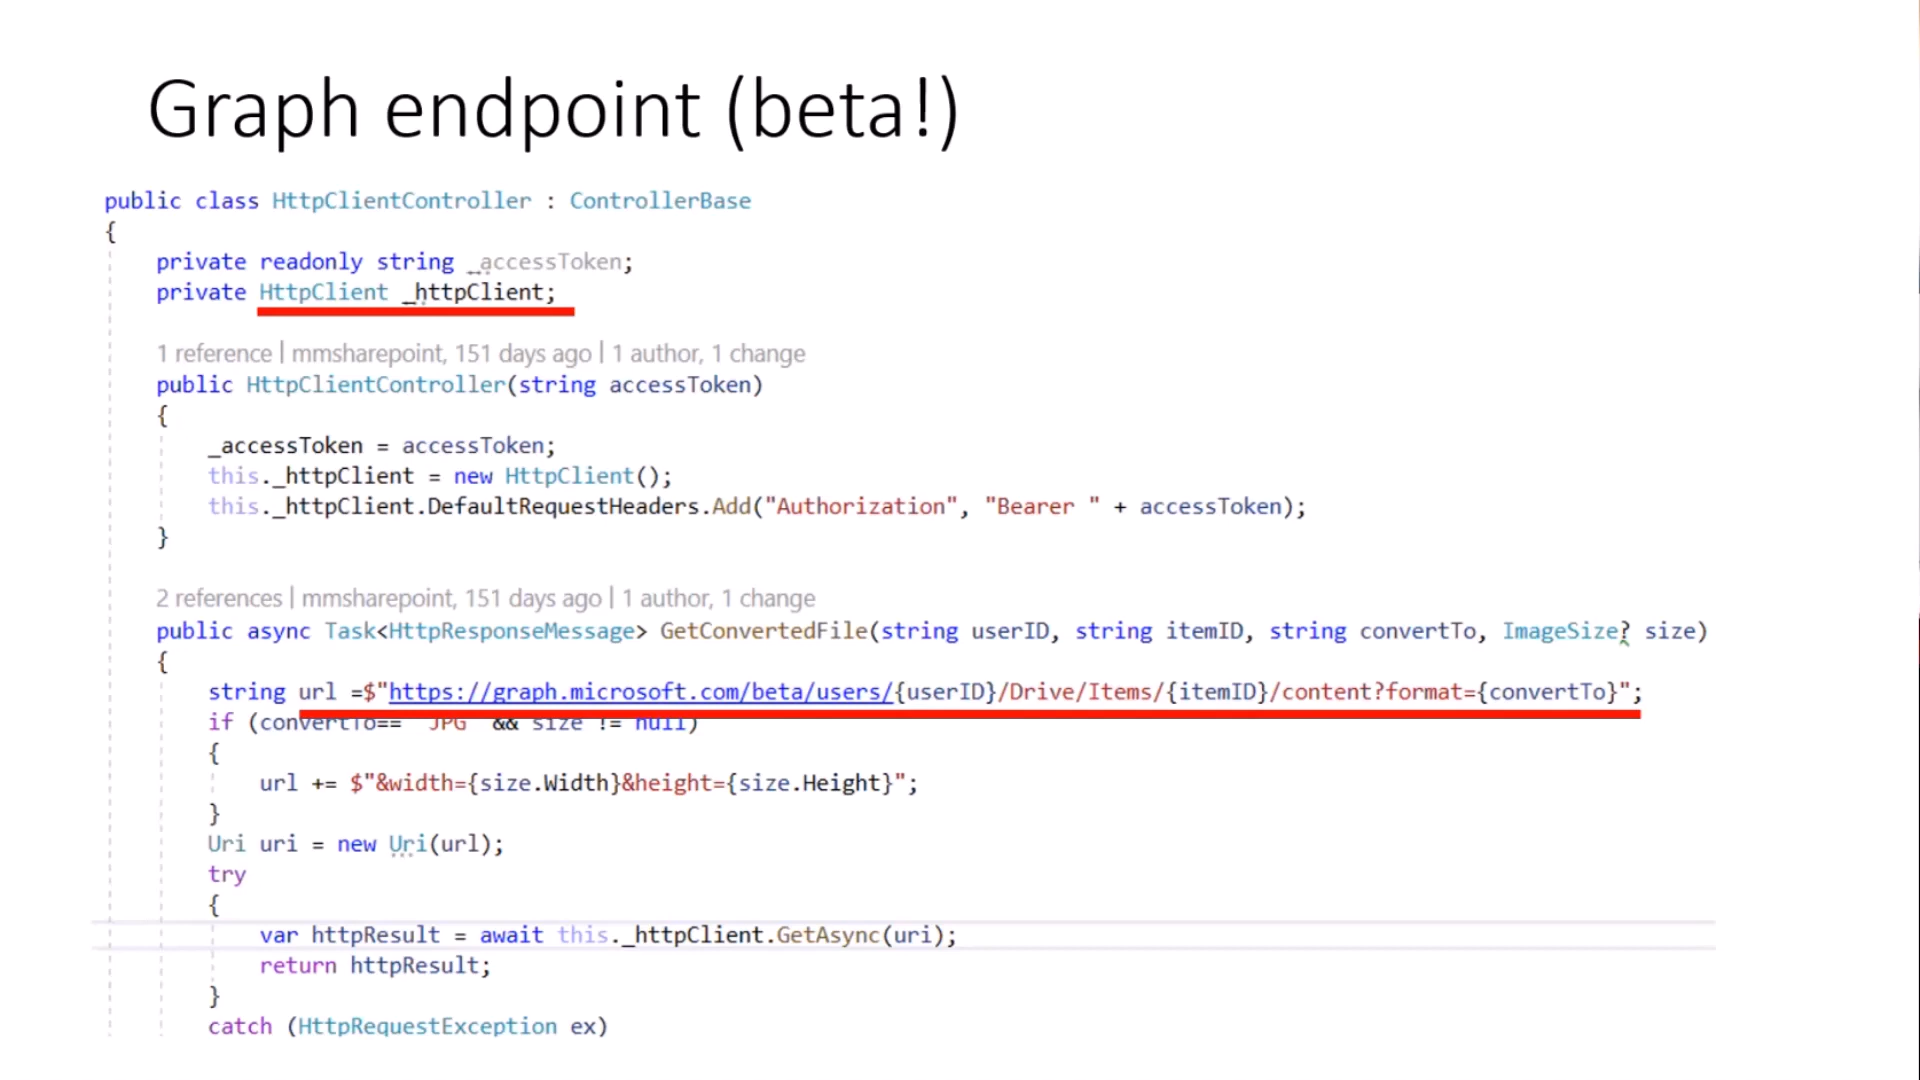 Graph endpoint (beta!)
public class HttpClientController : ControllerBase
{
private readonly string _accessToken;
private HttpClient _httpClient;
1 reference | mmsharepoint, 151 days ago | 1 author, 1 change
public HttpClientController(string accessToken)
{
_accessToken = accessToken;
this._httpClient = new HttpClient();
this._httpClient.DefaultRequestHeaders.Add("Authorization", "Bearer " + accessToken);
}
2 references | mmsharepoint, 151 days ago | 1 author, 1 change
public async Task<HttpResponseMessage> GetConvertedFile(string userID, string itemID, string convertTo, ImageSize? size)
{
string url =$"https://graph.microsoft.com/beta/users/{userID}/Drive/Items/{itemID}/content?format={convertTo}";
if (convertTo== "JPG" && size != null)
{
url += $"&width={size.Width}&height={size.Height}";
}
Uri uri = new Uri(url);
try
{
var httpResult = await this._httpClient.GetAsync(uri);
return httpResult;
}
catch (HttpRequestException ex)